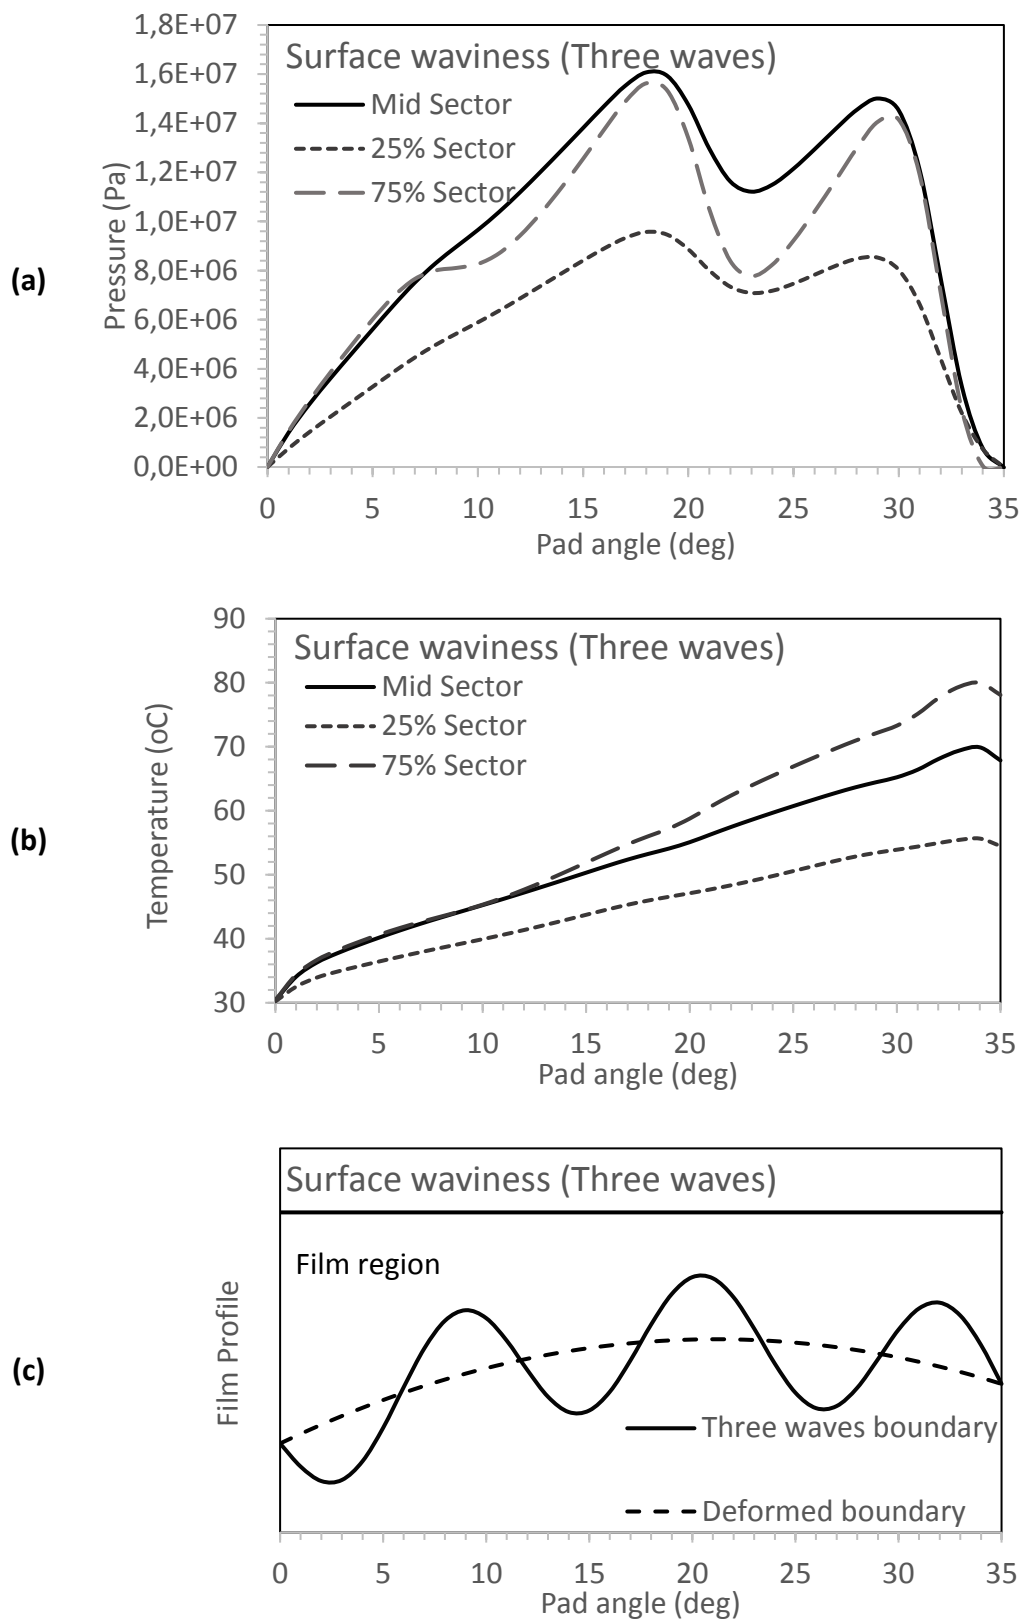 (a)
Pressure (Pa)
1,8E+07
1,6E+07
1,4E+07
1,2E+07
1,0E+07
8,0E+06
6,0E+06
4,0E+06
2,0E+06
0,0E+00
Surface waviness (Three waves)
Mid Sector
25% Sector
75% Sector
0 5 10 15 20 25 30 35
Pad angle (deg)
(b)
Temperature (oC)
90
80
70
60
50
40
30
Surface waviness (Three waves)
Mid Sector
25% Sector
75% Sector
0 5 10 15 20 25 30 35
Pad angle (deg)
(c)
Film Profile
Surface waviness (Three waves)
Film region
Three waves boundary
Deformed boundary
0 5 10 15 20 25 30 35
Pad angle (deg)